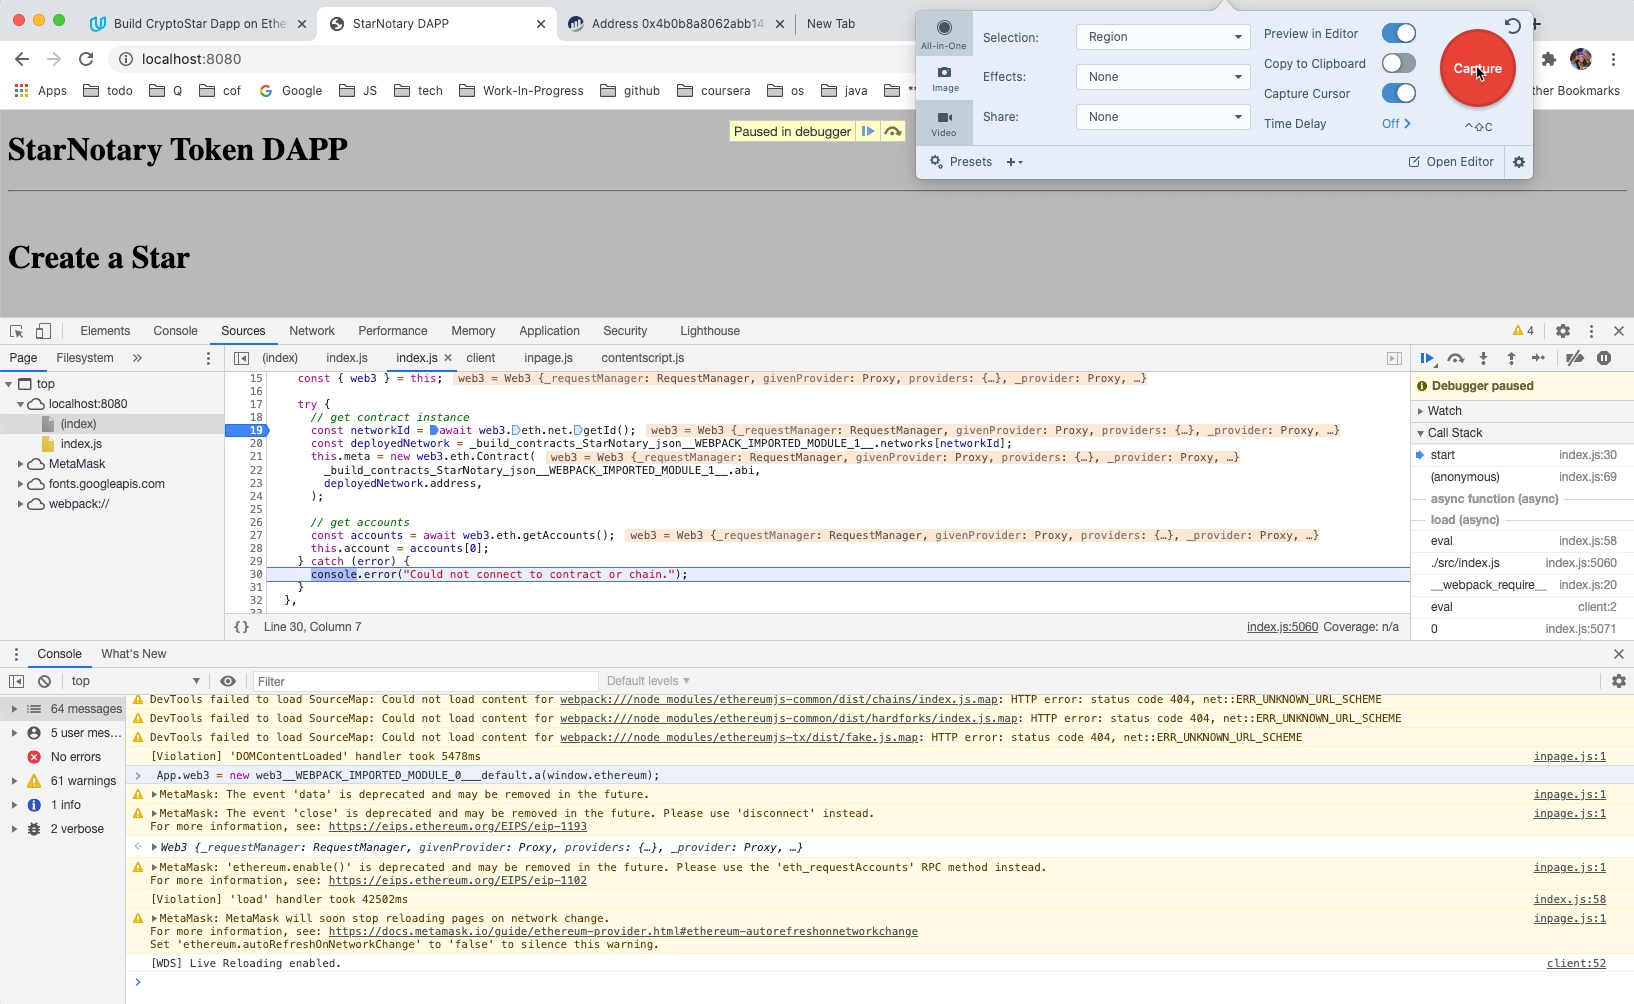 Build CryptoStar Dapp on Ethe
StarNotary DAPP
Address 0x4b0b8a8062abb14
New Tab
localhost:8080
Apps
todo
Q
cof
Google
JS
tech
Work-In-Progress
github
coursera
os
java
Other Bookmarks
All-in-One
Image
Video
Selection:
Region
Effects:
None
Share:
None
Preview in Editor
Copy to Clipboard
Capture Cursor
Time Delay
Off
Capture
^⇧C
Presets
Open Editor
StarNotary Token DAPP
Paused in debugger
Create a Star
Elements Console Sources Network Performance Memory Application Security Lighthouse
4
Page Filesystem
(index) index.js index.js client inpage.js contentscript.js
top
localhost:8080
(index)
index.js
MetaMask
fonts.googleapis.com
webpack://
15 const { web3 } = this; web3 = Web3 {_requestManager: RequestManager, givenProvider: Proxy, providers: {…}, _provider: Proxy, …}
16
17 try {
18 // get contract instance
19 const networkId = await web3.eth.net.getId(); web3 = Web3 {_requestManager: RequestManager, givenProvider: Proxy, providers: {…}, _provider: Proxy, …}
20 const deployedNetwork = _build_contracts_StarNotary_json__WEBPACK_IMPORTED_MODULE_1__.networks[networkId];
21 this.meta = new web3.eth.Contract( web3 = Web3 {_requestManager: RequestManager, givenProvider: Proxy, providers: {…}, _provider: Proxy, …}
22 _build_contracts_StarNotary_json__WEBPACK_IMPORTED_MODULE_1__.abi,
23 deployedNetwork.address,
24 );
25
26 // get accounts
27 const accounts = await web3.eth.getAccounts(); web3 = Web3 {_requestManager: RequestManager, givenProvider: Proxy, providers: {…}, _provider: Proxy, …}
28 this.account = accounts[0];
29 } catch (error) {
30 console.error("Could not connect to contract or chain.");
31 }
32 },
33
{} Line 30, Column 7
index.js:5060 Coverage: n/a
Debugger paused
Watch
Call Stack
start index.js:30
(anonymous) index.js:69
async function (async)
load (async)
eval index.js:58
./src/index.js index.js:5060
__webpack_require__ index.js:20
eval client:2
0 index.js:5071
Console What's New
top
Filter
Default levels
64 messages
5 user mes...
No errors
61 warnings
1 info
2 verbose
DevTools failed to load SourceMap: Could not load content for webpack:///node_modules/ethereumjs-common/dist/chains/index.js.map: HTTP error: status code 404, net::ERR_UNKNOWN_URL_SCHEME
DevTools failed to load SourceMap: Could not load content for webpack:///node_modules/ethereumjs-common/dist/hardforks/index.js.map: HTTP error: status code 404, net::ERR_UNKNOWN_URL_SCHEME
DevTools failed to load SourceMap: Could not load content for webpack:///node_modules/ethereumjs-tx/dist/fake.js.map: HTTP error: status code 404, net::ERR_UNKNOWN_URL_SCHEME
[Violation] 'DOMContentLoaded' handler took 5478ms inpage.js:1
App.web3 = new web3__WEBPACK_IMPORTED_MODULE_0___default.a(window.ethereum);
MetaMask: The event 'data' is deprecated and may be removed in the future. inpage.js:1
MetaMask: The event 'close' is deprecated and may be removed in the future. Please use 'disconnect' instead. inpage.js:1
For more information, see: https://eips.ethereum.org/EIPS/eip-1193
Web3 {_requestManager: RequestManager, givenProvider: Proxy, providers: {…}, _provider: Proxy, …}
MetaMask: 'ethereum.enable()' is deprecated and may be removed in the future. Please use the 'eth_requestAccounts' RPC method instead. inpage.js:1
For more information, see: https://eips.ethereum.org/EIPS/eip-1102
[Violation] 'load' handler took 42502ms index.js:58
MetaMask: MetaMask will soon stop reloading pages on network change. inpage.js:1
For more information, see: https://docs.metamask.io/guide/ethereum-provider.html#ethereum-autorefreshonnetworkchange
Set 'ethereum.autoRefreshOnNetworkChange' to 'false' to silence this warning.
[WDS] Live Reloading enabled. client:52